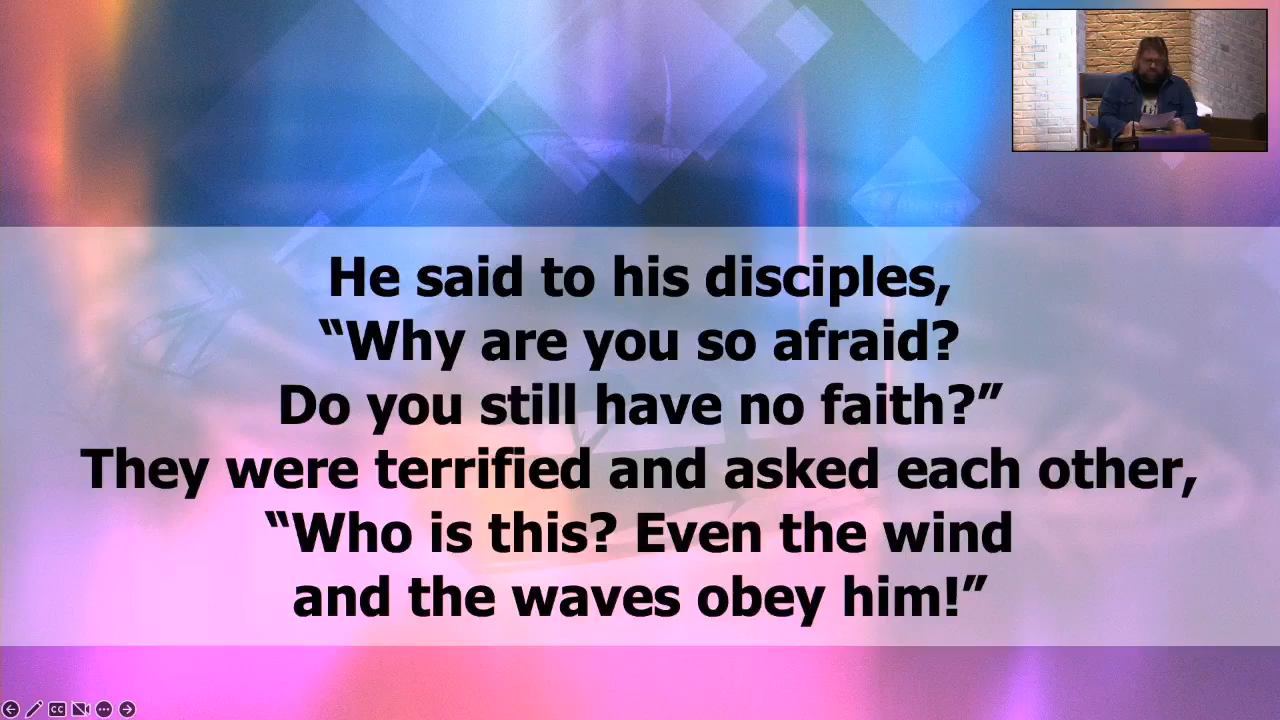 He said to his disciples,
“Why are you so afraid?
Do you still have no faith?”
They were terrified and asked each other,
“Who is this? Even the wind
and the waves obey him!”
CC